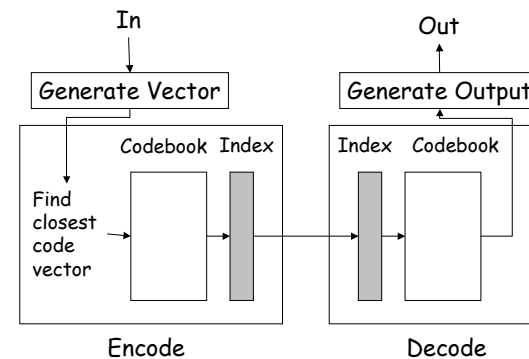 In
Out
Generate Vector
Generate Output
Codebook Index
Index Codebook
Find
closest
code
vector
Encode
Decode